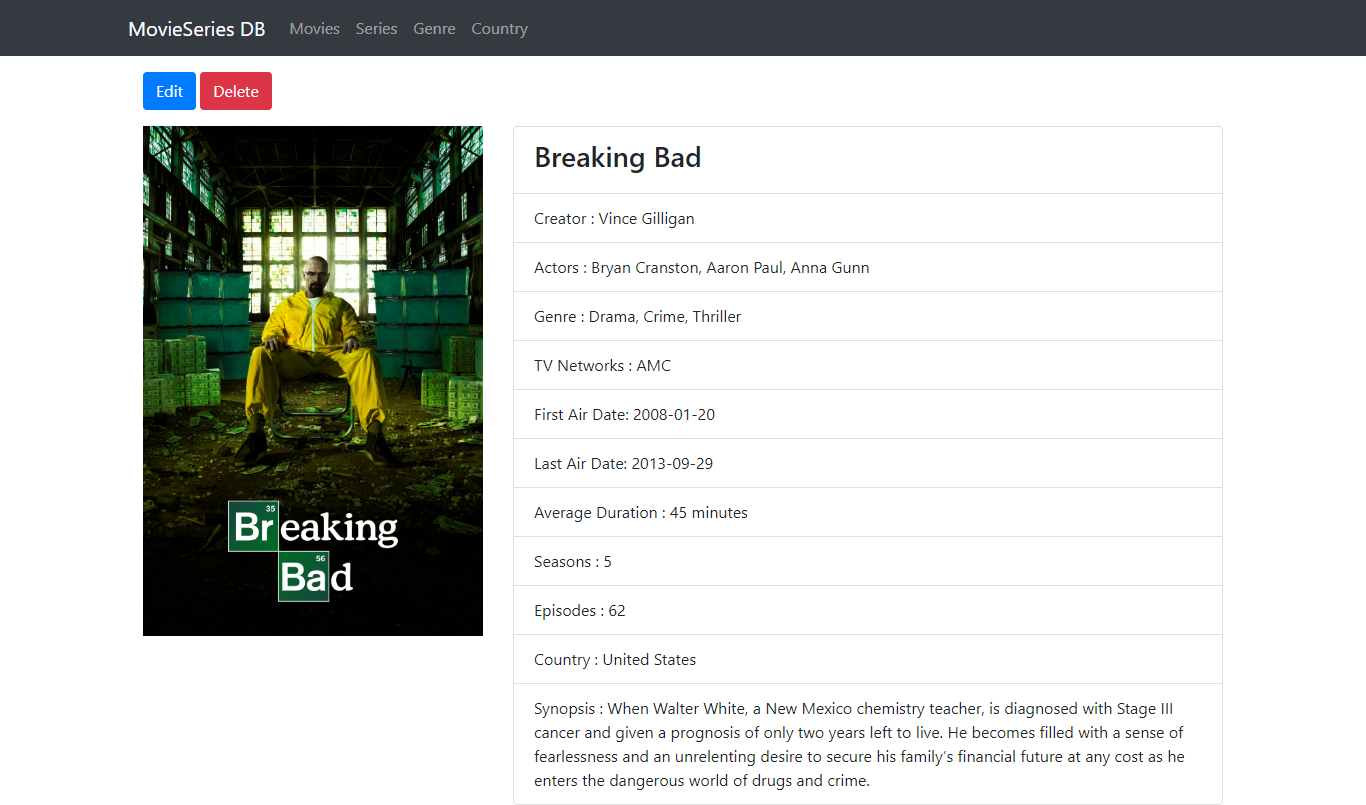 MovieSeries DB Movies Series Genre Country
Edit Delete
35
Breaking
56
Bad
Breaking Bad
Creator : Vince Gilligan
Actors : Bryan Cranston, Aaron Paul, Anna Gunn
Genre : Drama, Crime, Thriller
TV Networks : AMC
First Air Date: 2008-01-20
Last Air Date: 2013-09-29
Average Duration : 45 minutes
Seasons : 5
Episodes : 62
Country : United States
Synopsis : When Walter White, a New Mexico chemistry teacher, is diagnosed with Stage III
cancer and given a prognosis of only two years left to live. He becomes filled with a sense of
fearlessness and an unrelenting desire to secure his family’s financial future at any cost as he
enters the dangerous world of drugs and crime.